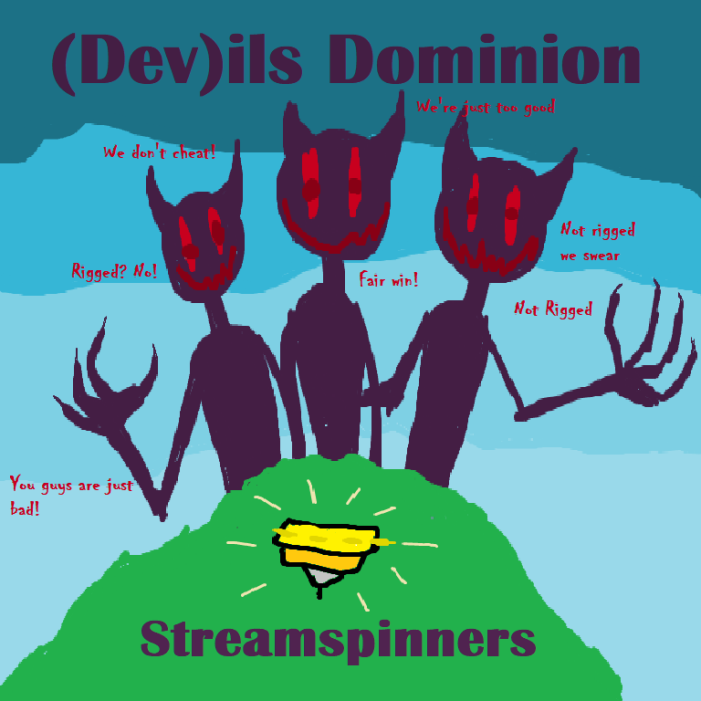 (Dev)ils Dominion
We're just too good
We don't cheat!
Not rigged
we swear
Rigged? No!
Fair win!
Not Rigged
You guys are just
bad!
Streamspinners